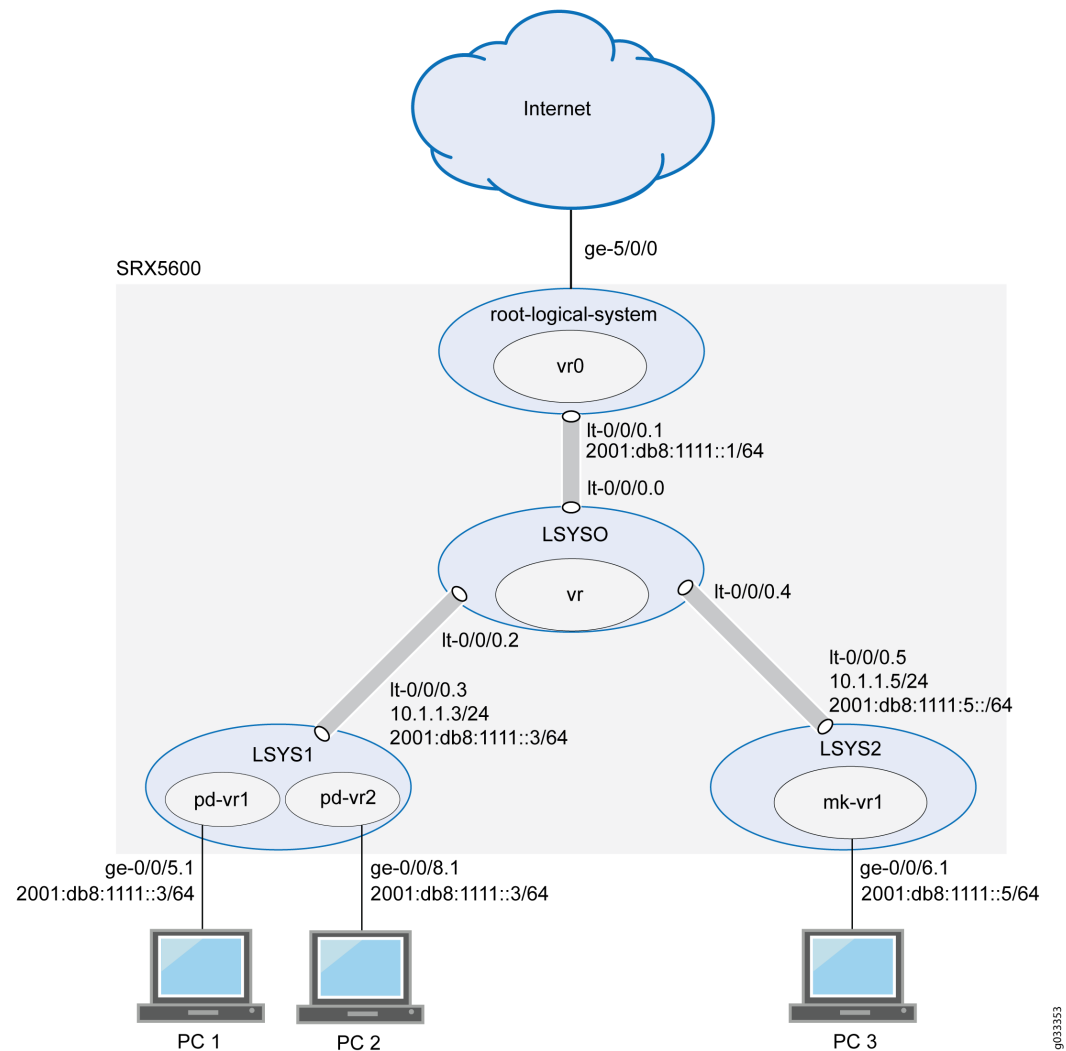 Internet
ge-5/0/0
SRX5600
root-logical-system
vr0
lt-0/0/0.1
2001:db8:1111::1/64
lt-0/0/0.0
LSYSO
vr
lt-0/0/0.4
lt-0/0/0.2
lt-0/0/0.3
10.1.1.3/24
2001:db8:1111::3/64
lt-0/0/0.5
10.1.1.5/24
2001:db8:1111:5::/64
LSYS1
pd-vr1
pd-vr2
LSYS2
mk-vr1
ge-0/0/5.1
2001:db8:1111::3/64
ge-0/0/8.1
2001:db8:1111::3/64
ge-0/0/6.1
2001:db8:1111::5/64
PC 1
PC 2
PC 3
g033353